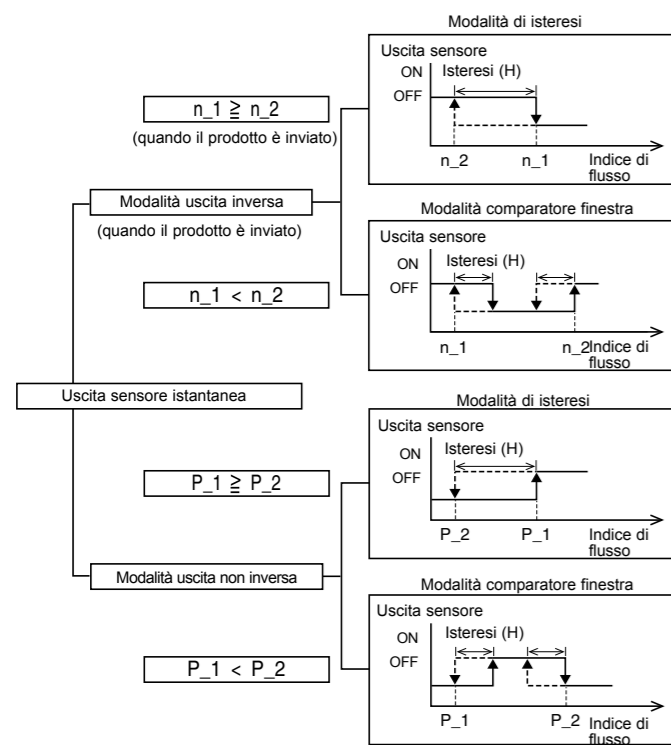 Modalità di isteresi
Uscita sensore
ON
Isteresi (H)
OFF
n_1 ≧ n_2
(quando il prodotto è inviato)
n_2
n_1
Indice di
flusso
Modalità uscita inversa
(quando il prodotto è inviato)
Modalità comparatore finestra
Uscita sensore
ON
Isteresi (H)
OFF
n_1 < n_2
n_1
n_2
Indice di
flusso
Uscita sensore istantanea
Modalità di isteresi
Uscita sensore
ON
Isteresi (H)
OFF
P_1 ≧ P_2
P_2
P_1
Indice di
flusso
Modalità uscita non inversa
Modalità comparatore finestra
Uscita sensore
ON
Isteresi (H)
OFF
P_1 < P_2
P_1
P_2
Indice di
flusso